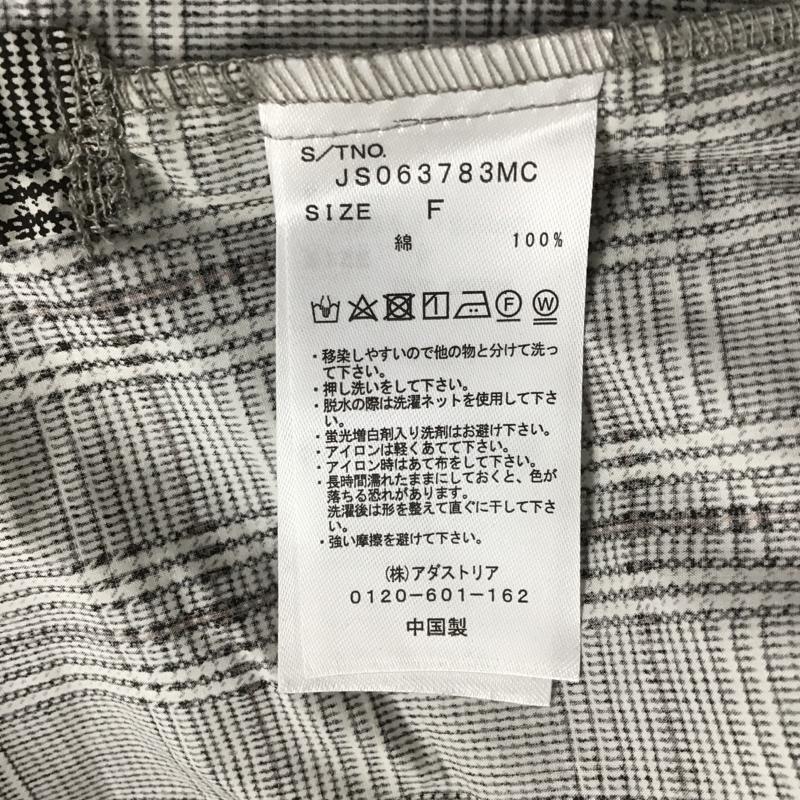 S/TNO.
JS063783MC
SIZE F
綿 100%
F W
・移染しやすいので他の物と分けて洗っ
て下さい。
・押し洗いをして下さい。
・脱水の際は洗濯ネットを使用して下さ
い。
・蛍光増白剤入り洗剤はお避け下さい。
・アイロンは軽くあてて下さい。
・アイロン時はあて布をして下さい。
・長時間濡れたままにしておくと、色が
落ちる恐れがあります。
洗濯後は形を整えて直ぐに干して下さ
い。
・強い摩擦を避けて下さい。
(株)アダストリア
0120-601-162
中国製